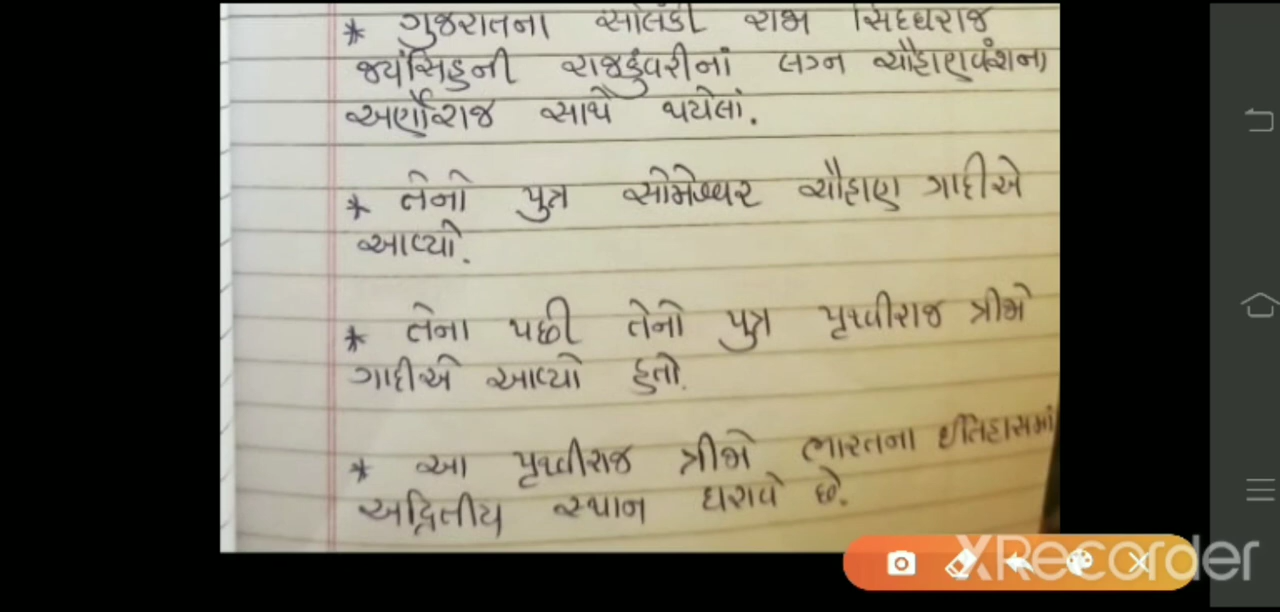 * ગુજરાતના સોલંકી રાજા સિદ્ધરાજ
જયસિંહની રાજકુંવરીનાં લગ્ન ચૌહાણવંશના
અર્ણોરાજ સાથે થયેલાં.
* તેનો પુત્ર સોમેશ્વર ચૌહાણ ગાદીએ
આવ્યો.
* તેના પછી તેનો પુત્ર પૃથ્વીરાજ ત્રીજો
ગાદીએ આવ્યો હતો.
* આ પૃથ્વીરાજ ત્રીજો ભારતના ઈતિહાસમાં
અદ્વિતીય સ્થાન ધરાવે છે.
XRecorder